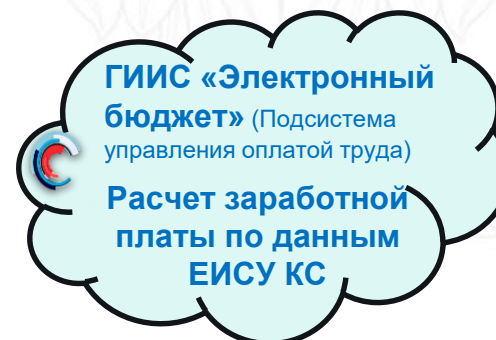 ГИИС «Электронный
бюджет» (Подсистема
управления оплатой труда)
Расчет заработной
платы по данным
ЕИСУ КС